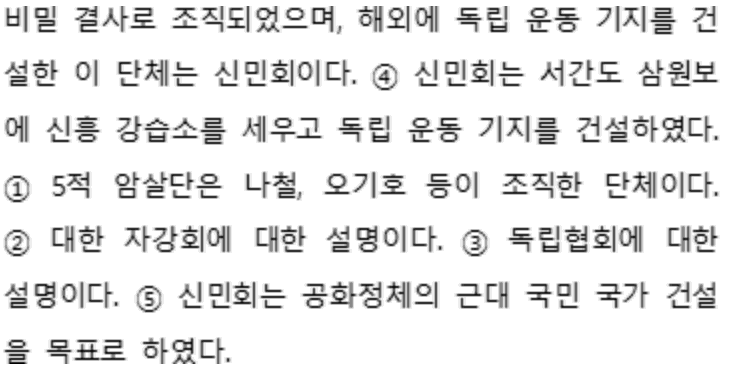 비밀 결사로 조직되었으며, 해외에 독립 운동 기지를 건
설한 이 단체는 신민회이다. ④ 신민회는 서간도 삼원보
에 신흥 강습소를 세우고 독립 운동 기지를 건설하였다.
① 5적 암살단은 나철, 오기호 등이 조직한 단체이다.
② 대한 자강회에 대한 설명이다. ③ 독립협회에 대한
설명이다. ⑤ 신민회는 공화정체의 근대 국민 국가 건설
을 목표로 하였다.